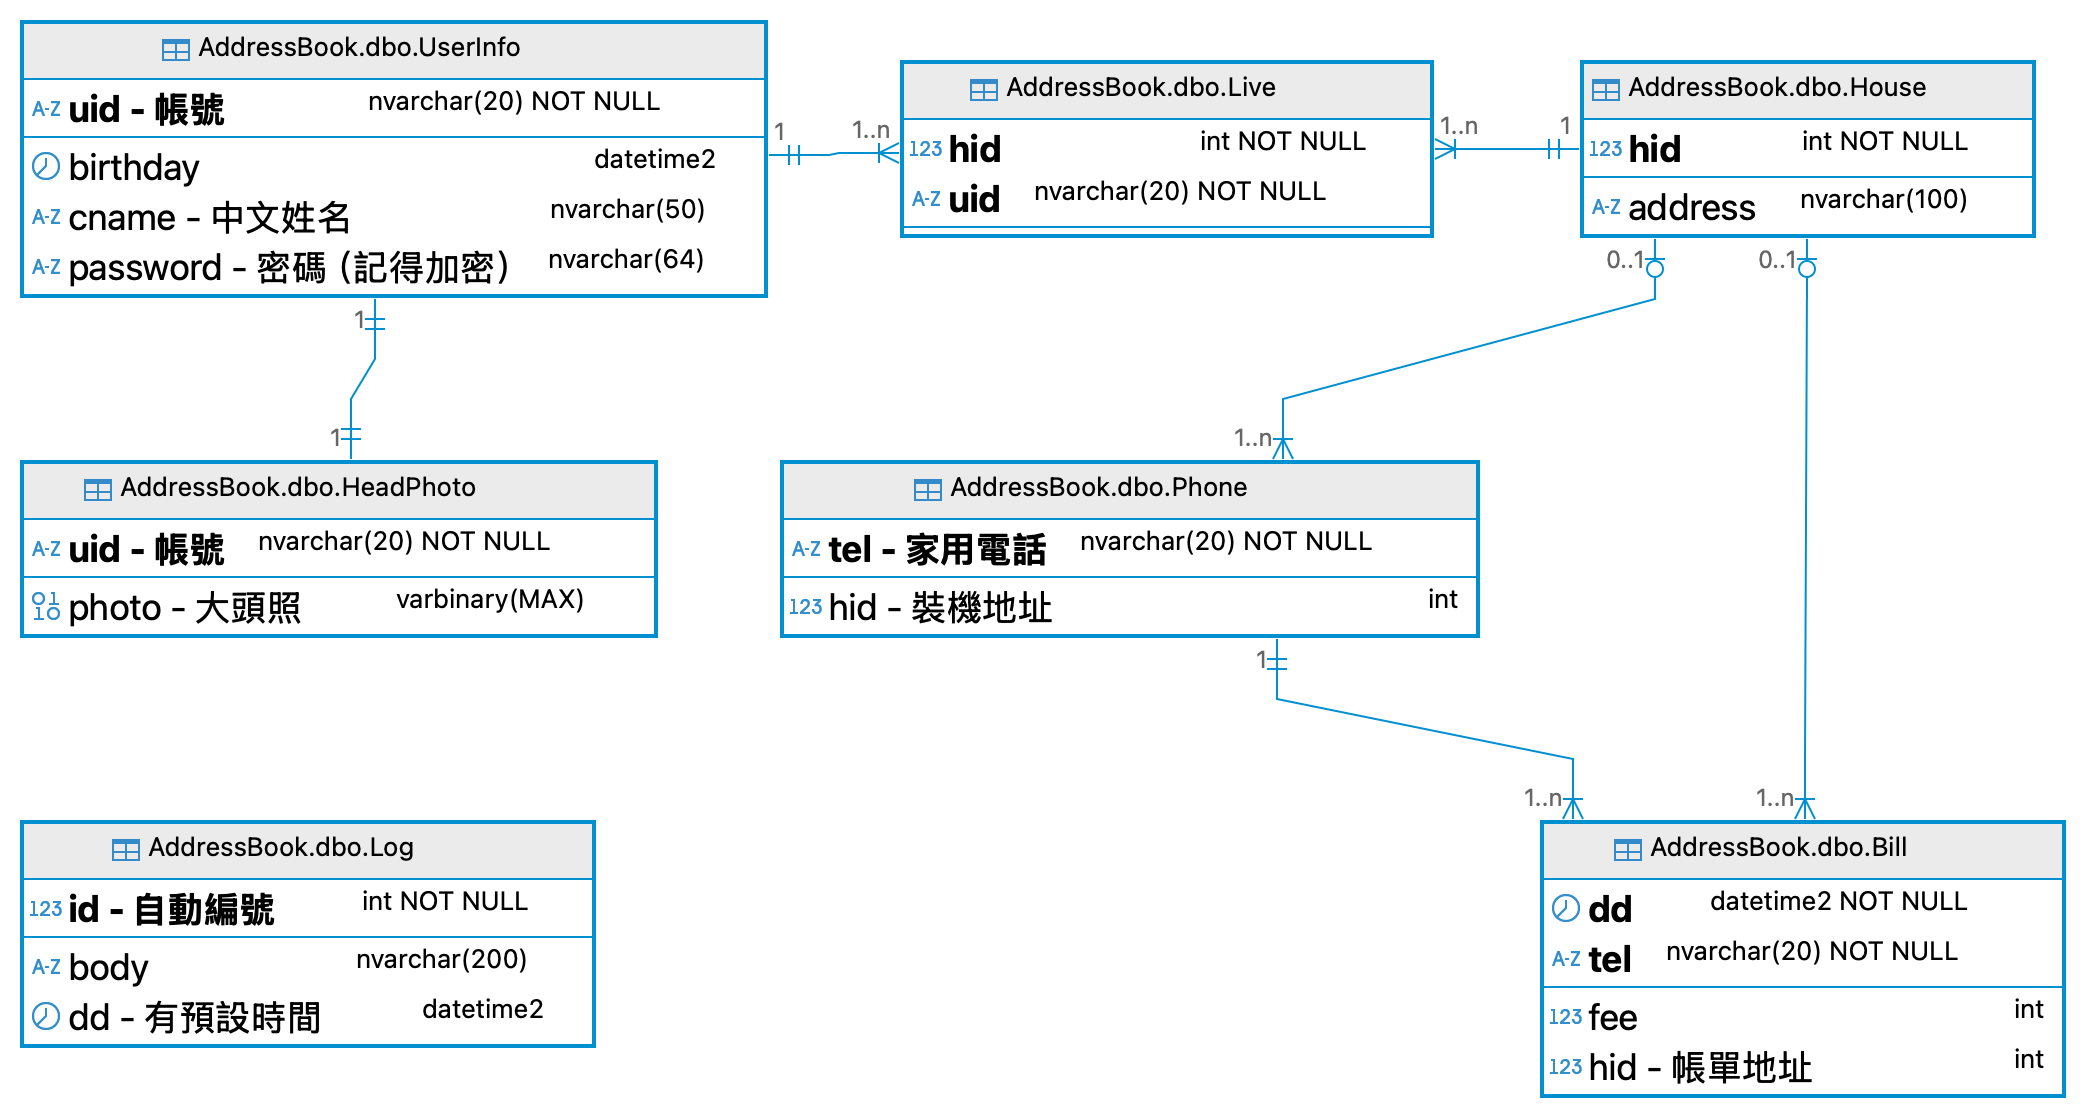 AddressBook.dbo.UserInfo
A-Z uid - 帳號 nvarchar(20) NOT NULL
birthday datetime2
A-Z cname - 中文姓名 nvarchar(50)
A-Z password - 密碼 (記得加密) nvarchar(64)
1
1..n
AddressBook.dbo.Live
123 hid int NOT NULL
A-Z uid nvarchar(20) NOT NULL
1..n
1
AddressBook.dbo.House
123 hid int NOT NULL
A-Z address nvarchar(100)
0..1
0..1
1
1
1..n
AddressBook.dbo.HeadPhoto
A-Z uid - 帳號 nvarchar(20) NOT NULL
01
10
photo - 大頭照 varbinary(MAX)
AddressBook.dbo.Phone
A-Z tel - 家用電話 nvarchar(20) NOT NULL
123 hid - 裝機地址 int
1
1..n
1..n
AddressBook.dbo.Log
123 id - 自動編號 int NOT NULL
A-Z body nvarchar(200)
dd - 有預設時間 datetime2
AddressBook.dbo.Bill
dd datetime2 NOT NULL
A-Z tel nvarchar(20) NOT NULL
123 fee int
123 hid - 帳單地址 int